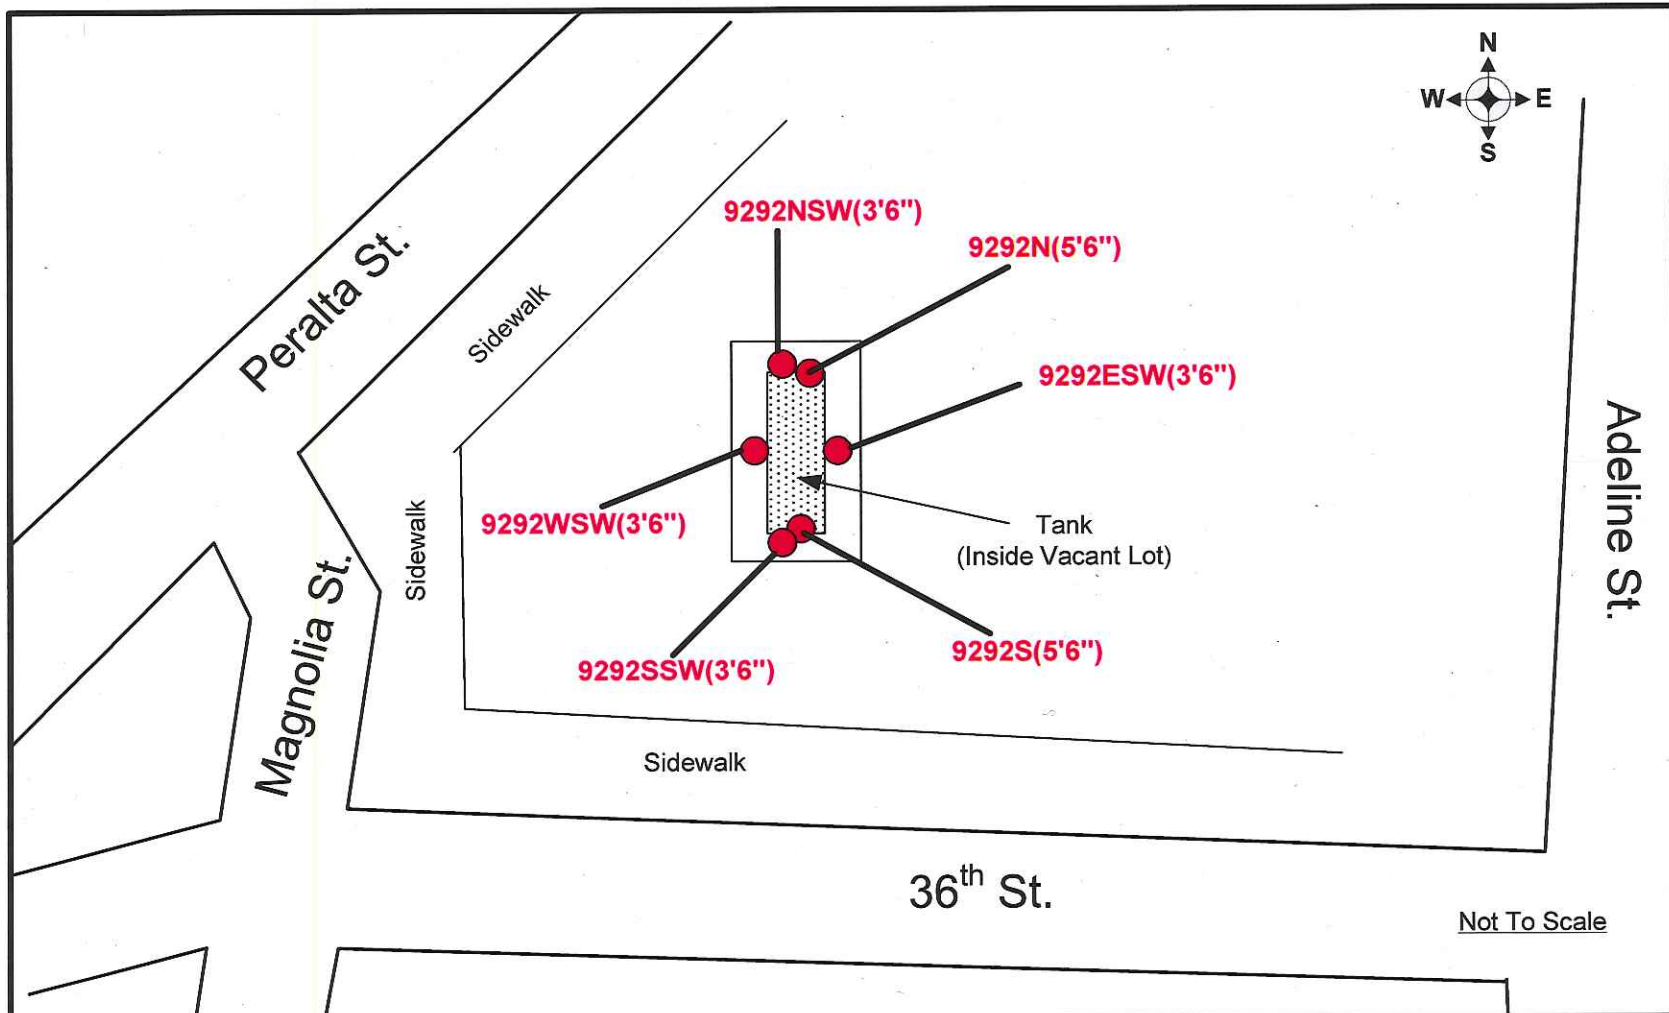 N
W E
S
9292NSW(3'6")
9292N(5'6")
Peralta St.
Sidewalk
9292ESW(3'6")
Adeline St.
9292WSW(3'6")
Sidewalk
Tank
(Inside Vacant Lot)
Magnolia St.
9292S(5'6")
9292SSW(3'6")
Sidewalk
36th St.
Not To Scale